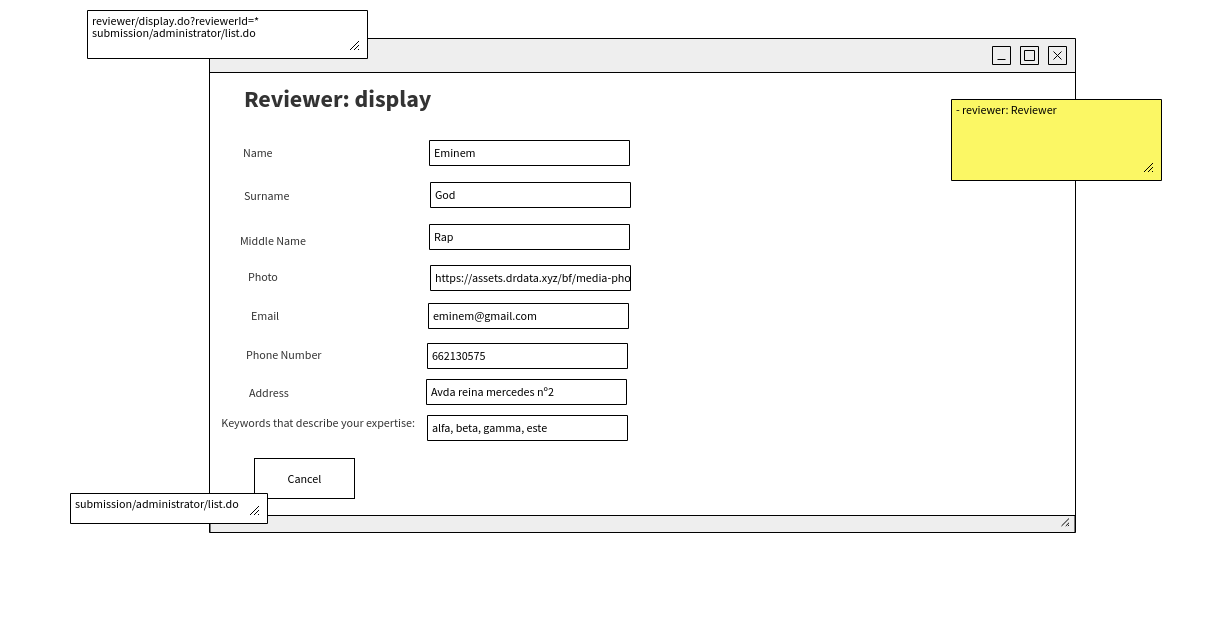 reviewer/display.do?reviewerId=*
submission/administrator/list.do
Reviewer: display
- reviewer: Reviewer
Name
Eminem
Surname
God
Middle Name
Rap
Photo
https://assets.drdata.xyz/bf/media-pho
Email
eminem@gmail.com
Phone Number
662130575
Address
Avda reina mercedes nº2
Keywords that describe your expertise:
alfa, beta, gamma, este
Cancel
submission/administrator/list.do